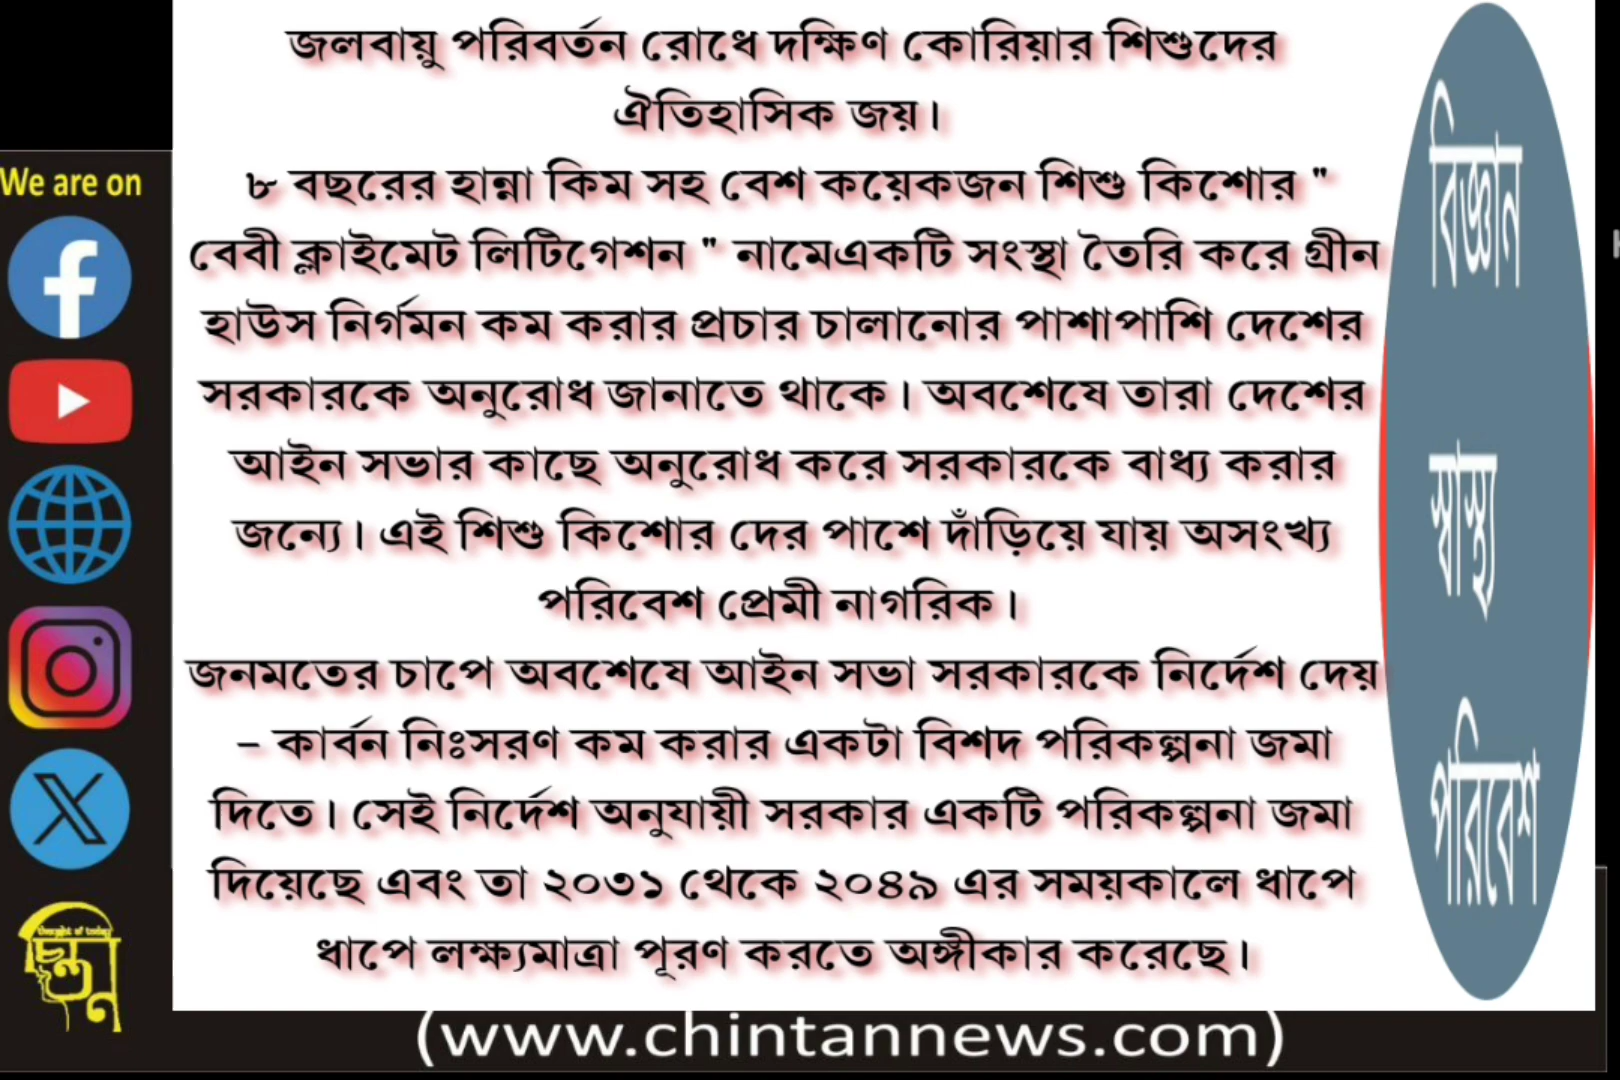 জলবায়ু পরিবর্তন রোধে দক্ষিণ কোরিয়ার শিশুদের
ঐতিহাসিক জয়।
৮ বছরের হান্না কিম সহ বেশ কয়েকজন শিশু কিশোর "
বেবী ক্লাইমেট লিটিগেশন " নামেএকটি সংস্থা তৈরি করে গ্রীন
হাউস নির্গমন কম করার প্রচার চালানোর পাশাপাশি দেশের
সরকারকে অনুরোধ জানাতে থাকে। অবশেষে তারা দেশের
আইন সভার কাছে অনুরোধ করে সরকারকে বাধ্য করার
জন্যে। এই শিশু কিশোর দের পাশে দাঁড়িয়ে যায় অসংখ্য
পরিবেশ প্রেমী নাগরিক।
জনমতের চাপে অবশেষে আইন সভা সরকারকে নির্দেশ দেয়
– কার্বন নিঃসরণ কম করার একটা বিশদ পরিকল্পনা জমা
দিতে। সেই নির্দেশ অনুযায়ী সরকার একটি পরিকল্পনা জমা
দিয়েছে এবং তা ২০৩১ থেকে ২০৪৯ এর সময়কালে ধাপে
ধাপে লক্ষ্যমাত্রা পূরণ করতে অঙ্গীকার করেছে।
We are on
thought of today
চিন্তন
বিজ্ঞান
স্বাস্থ্য
পরিবেশ
(www.chintannews.com)